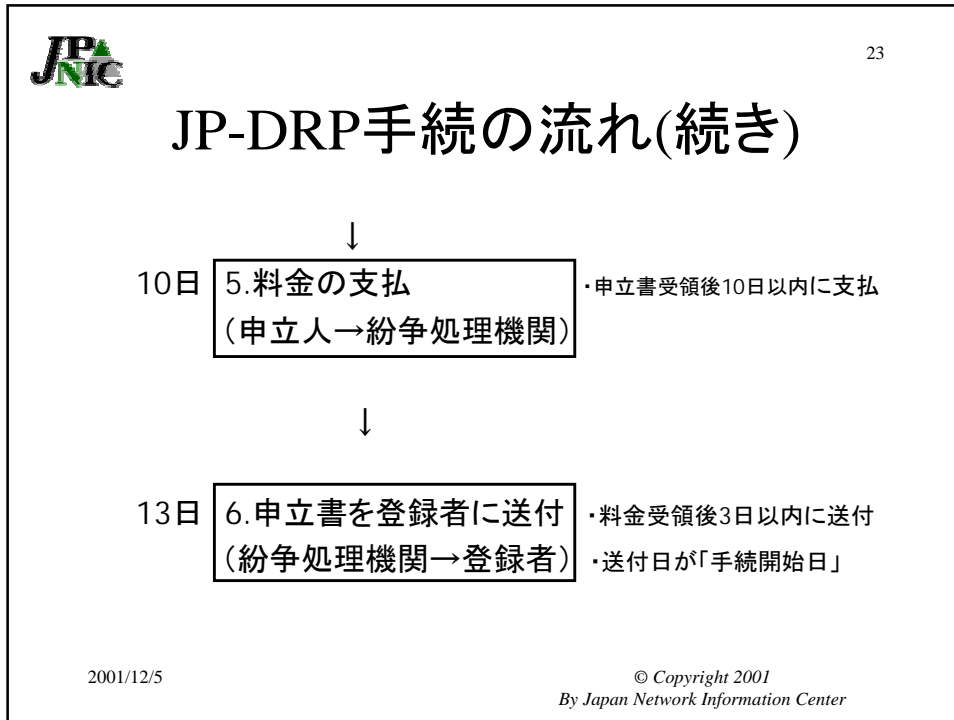 JPNIC
23
JP-DRP手続の流れ(続き)
↓
10日 5.料金の支払 ・申立書受領後10日以内に支払
(申立人→紛争処理機関)
↓
13日 6.申立書を登録者に送付 ・料金受領後3日以内に送付
(紛争処理機関→登録者) ・送付日が「手続開始日」
2001/12/5 © Copyright 2001
By Japan Network Information Center